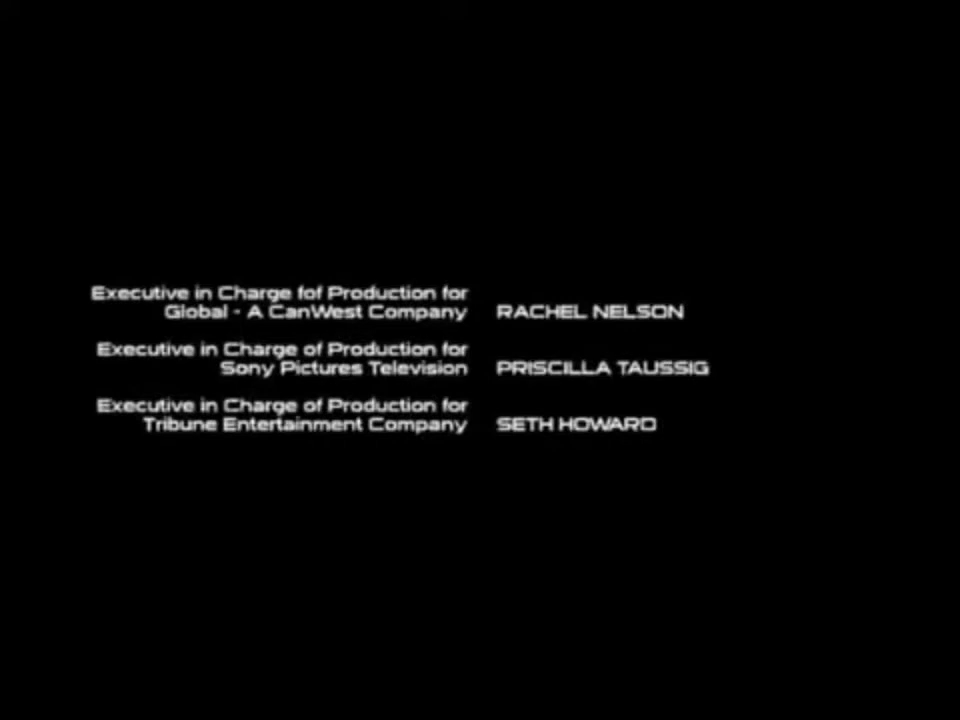 Executive in Charge fof Production for
Global - A CanWest Company RACHEL NELSON
Executive in Charge of Production for
Sony Pictures Television PRISCILLA TAUSSIG
Executive in Charge of Production for
Tribune Entertainment Company SETH HOWARD